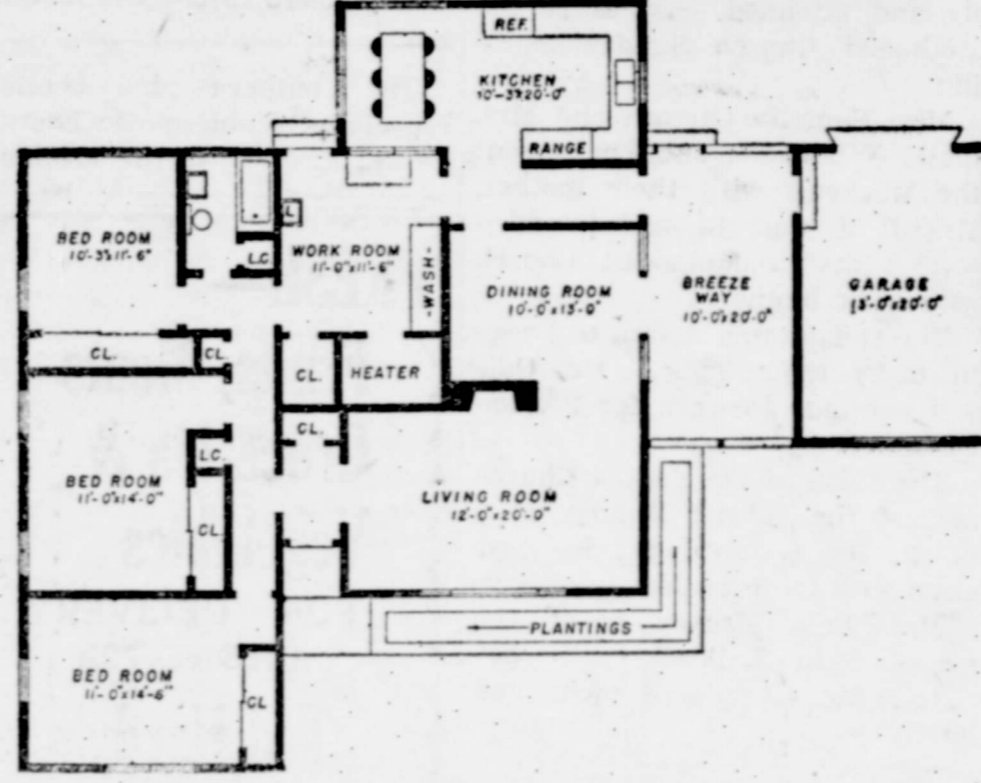 REF.
KITCHEN
10'-3"x20'-0"
RANGE
BED ROOM
10'-3"x11'-6"
L.C.
L.
WORK ROOM
11'-0"x11'-6"
-WASH-
DINING ROOM
10'-0"x13'-0"
BREEZE
WAY
10'-0"x20'-0"
GARAGE
13'-0"x20'-0"
CL.
CL.
CL.
HEATER
CL.
L.C.
BED ROOM
11'-0"x14'-0"
CL.
LIVING ROOM
12'-0"x20'-0"
PLANTINGS
BED ROOM
11'-0"x14'-6"
CL.